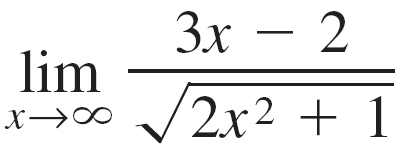 lim x→∞ (3x − 2) / √(2x² + 1)